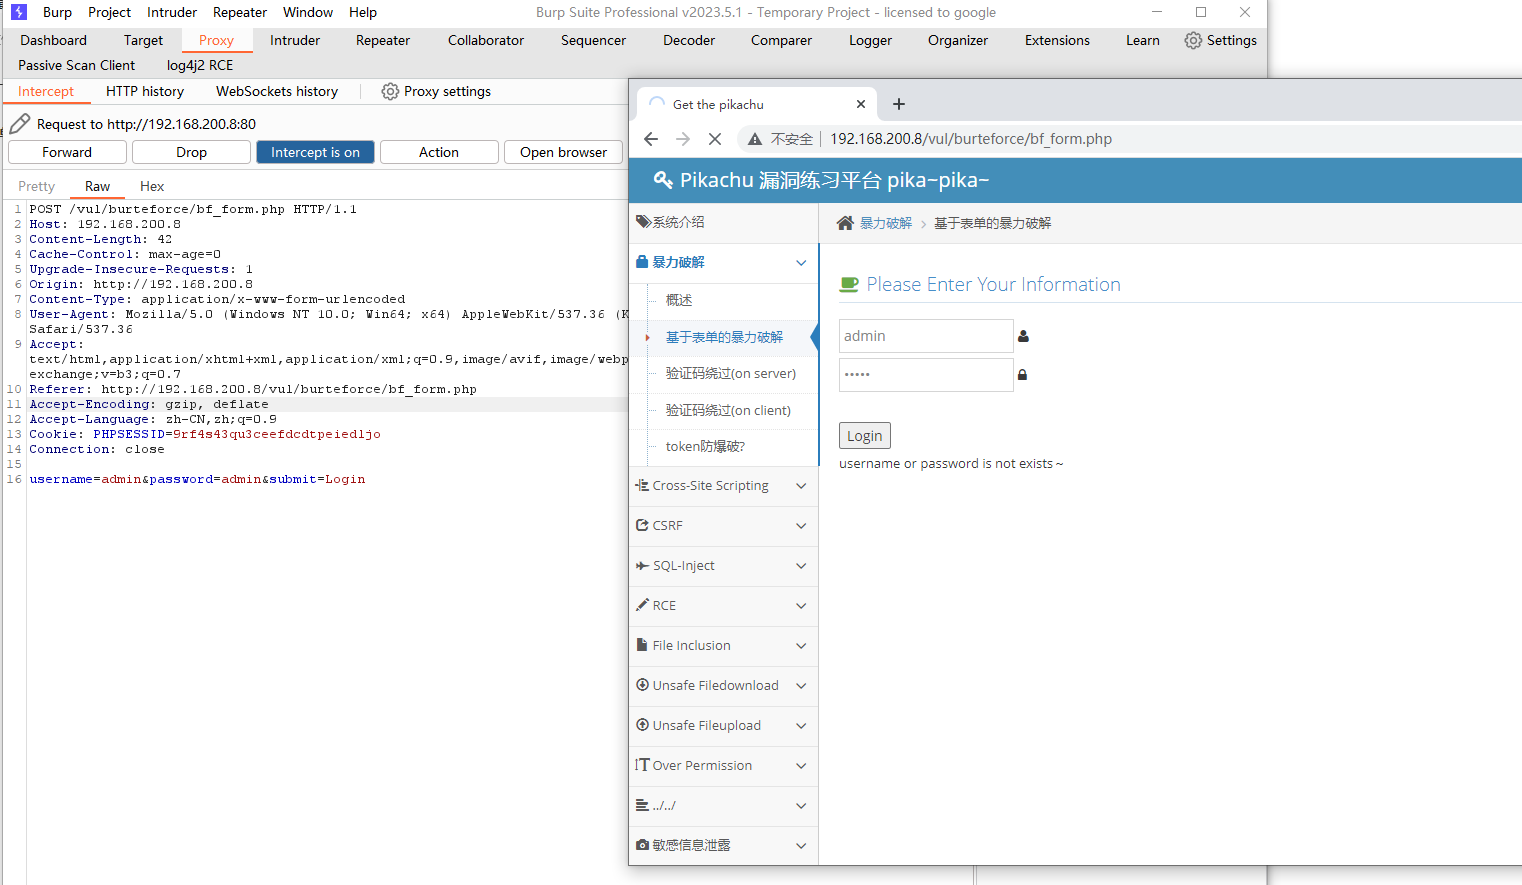 Burp Project Intruder Repeater Window Help
Burp Suite Professional v2023.5.1 - Temporary Project - licensed to google
Dashboard Target Proxy Intruder Repeater Collaborator Sequencer Decoder Comparer Logger Organizer Extensions Learn Settings
Passive Scan Client log4j2 RCE
Intercept HTTP history WebSockets history Proxy settings
Request to http://192.168.200.8:80
Forward Drop Intercept is on Action Open browser
Pretty Raw Hex
1 POST /vul/burteforce/bf_form.php HTTP/1.1
2 Host: 192.168.200.8
3 Content-Length: 42
4 Cache-Control: max-age=0
5 Upgrade-Insecure-Requests: 1
6 Origin: http://192.168.200.8
7 Content-Type: application/x-www-form-urlencoded
8 User-Agent: Mozilla/5.0 (Windows NT 10.0; Win64; x64) AppleWebKit/537.36 (K
Safari/537.36
9 Accept:
text/html,application/xhtml+xml,application/xml;q=0.9,image/avif,image/webp
exchange;v=b3;q=0.7
10 Referer: http://192.168.200.8/vul/burteforce/bf_form.php
11 Accept-Encoding: gzip, deflate
12 Accept-Language: zh-CN,zh;q=0.9
13 Cookie: PHPSESSID=9rf4s43qu3ceefdcdtpeiedljo
14 Connection: close
15
16 username=admin&password=admin&submit=Login
Get the pikachu
不安全 192.168.200.8/vul/burteforce/bf_form.php
Pikachu 漏洞练习平台 pika~pika~
系统介绍
暴力破解
概述
基于表单的暴力破解
验证码绕过(on server)
验证码绕过(on client)
token防爆破?
Cross-Site Scripting
CSRF
SQL-Inject
RCE
File Inclusion
Unsafe Filedownload
Unsafe Fileupload
Over Permission
../../
敏感信息泄露
暴力破解 > 基于表单的暴力破解
Please Enter Your Information
admin
•••••
Login
username or password is not exists～